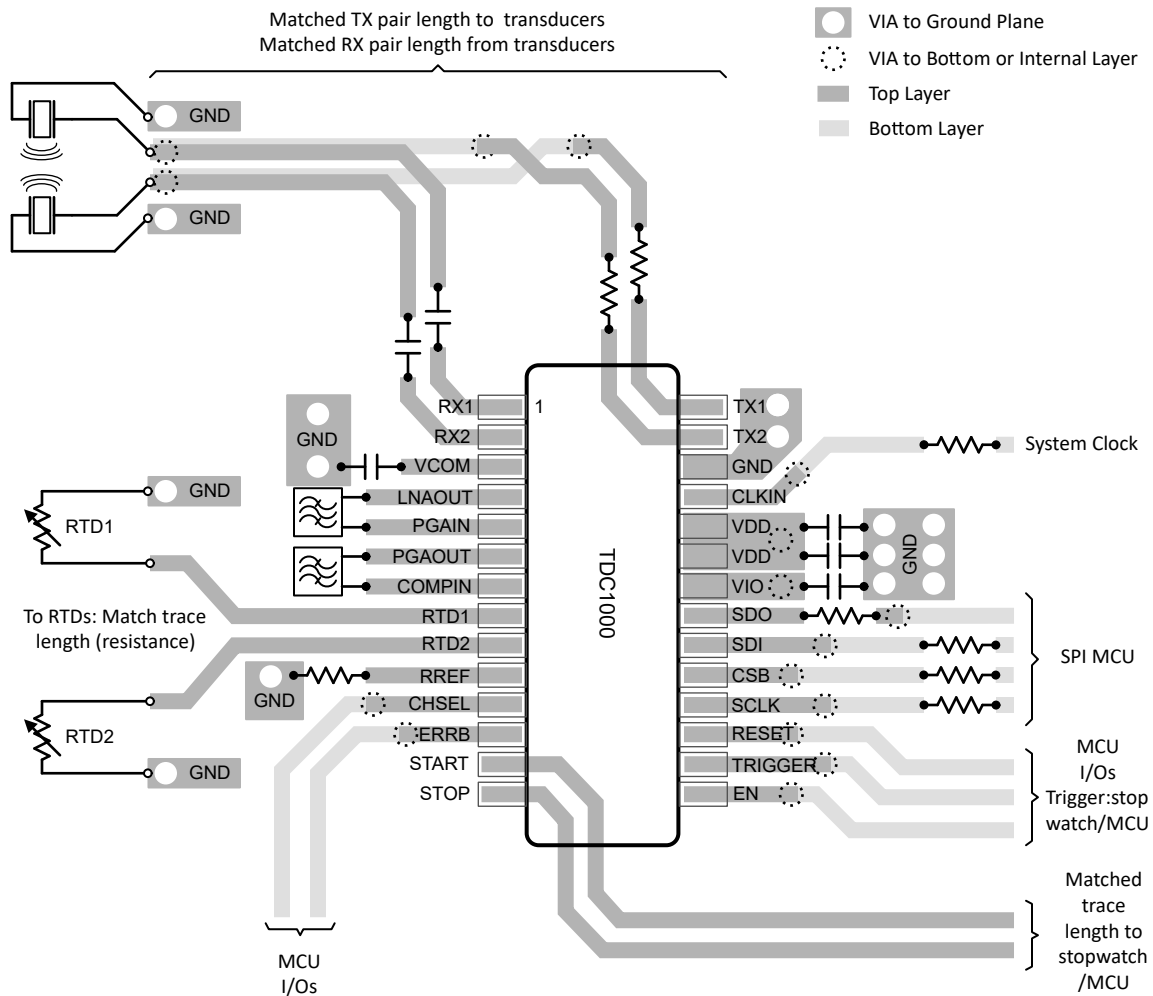 Matched TX pair length to transducers
Matched RX pair length from transducers
VIA to Ground Plane
VIA to Bottom or Internal Layer
Top Layer
Bottom Layer
GND
GND
RX1
RX2
GND
VCOM
LNAOUT
PGAIN
PGAOUT
COMPIN
RTD1
RTD2
RREF
CHSEL
ERRB
START
STOP
1
TDC1000
TX1
TX2
GND
CLKIN
VDD
VDD
VIO
SDO
SDI
CSB
SCLK
RESET
TRIGGER
EN
GND
System Clock
GND
RTD1
To RTDs: Match trace
length (resistance)
GND
RTD2
GND
SPI MCU
MCU
I/Os
Trigger:stop
watch/MCU
Matched
trace
length to
stopwatch
/MCU
MCU
I/Os